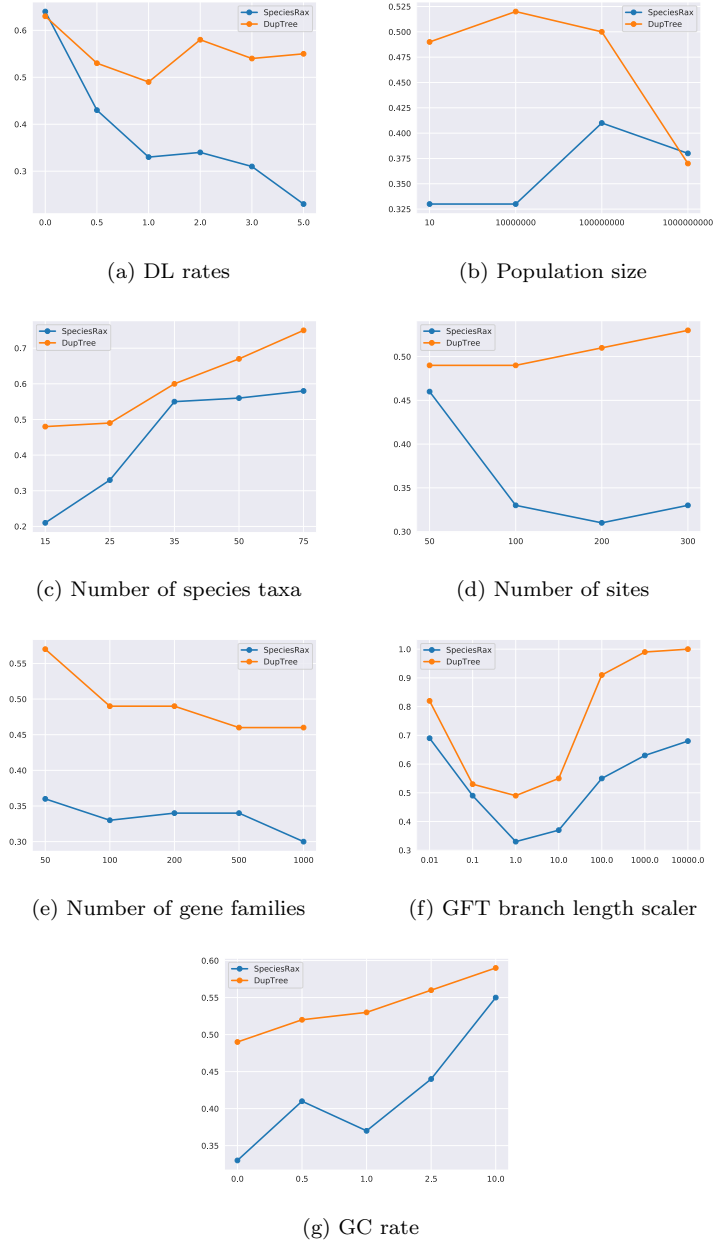 SpeciesRax
DupTree
0.6
0.5
0.4
0.3
0.0 0.5 1.0 2.0 3.0 5.0
(a) DL rates
SpeciesRax
DupTree
0.525
0.500
0.475
0.450
0.425
0.400
0.375
0.350
0.325
10 10000000 100000000 1000000000
(b) Population size
SpeciesRax
DupTree
0.7
0.6
0.5
0.4
0.3
0.2
15 25 35 50 75
(c) Number of species taxa
SpeciesRax
DupTree
0.50
0.45
0.40
0.35
0.30
50 100 200 300
(d) Number of sites
SpeciesRax
DupTree
0.55
0.50
0.45
0.40
0.35
0.30
50 100 200 500 1000
(e) Number of gene families
SpeciesRax
DupTree
1.0
0.9
0.8
0.7
0.6
0.5
0.4
0.3
0.01 0.1 1.0 10.0 100.0 1000.0 10000.0
(f) GFT branch length scaler
SpeciesRax
DupTree
0.60
0.55
0.50
0.45
0.40
0.35
0.0 0.5 1.0 2.5 10.0
(g) GC rate